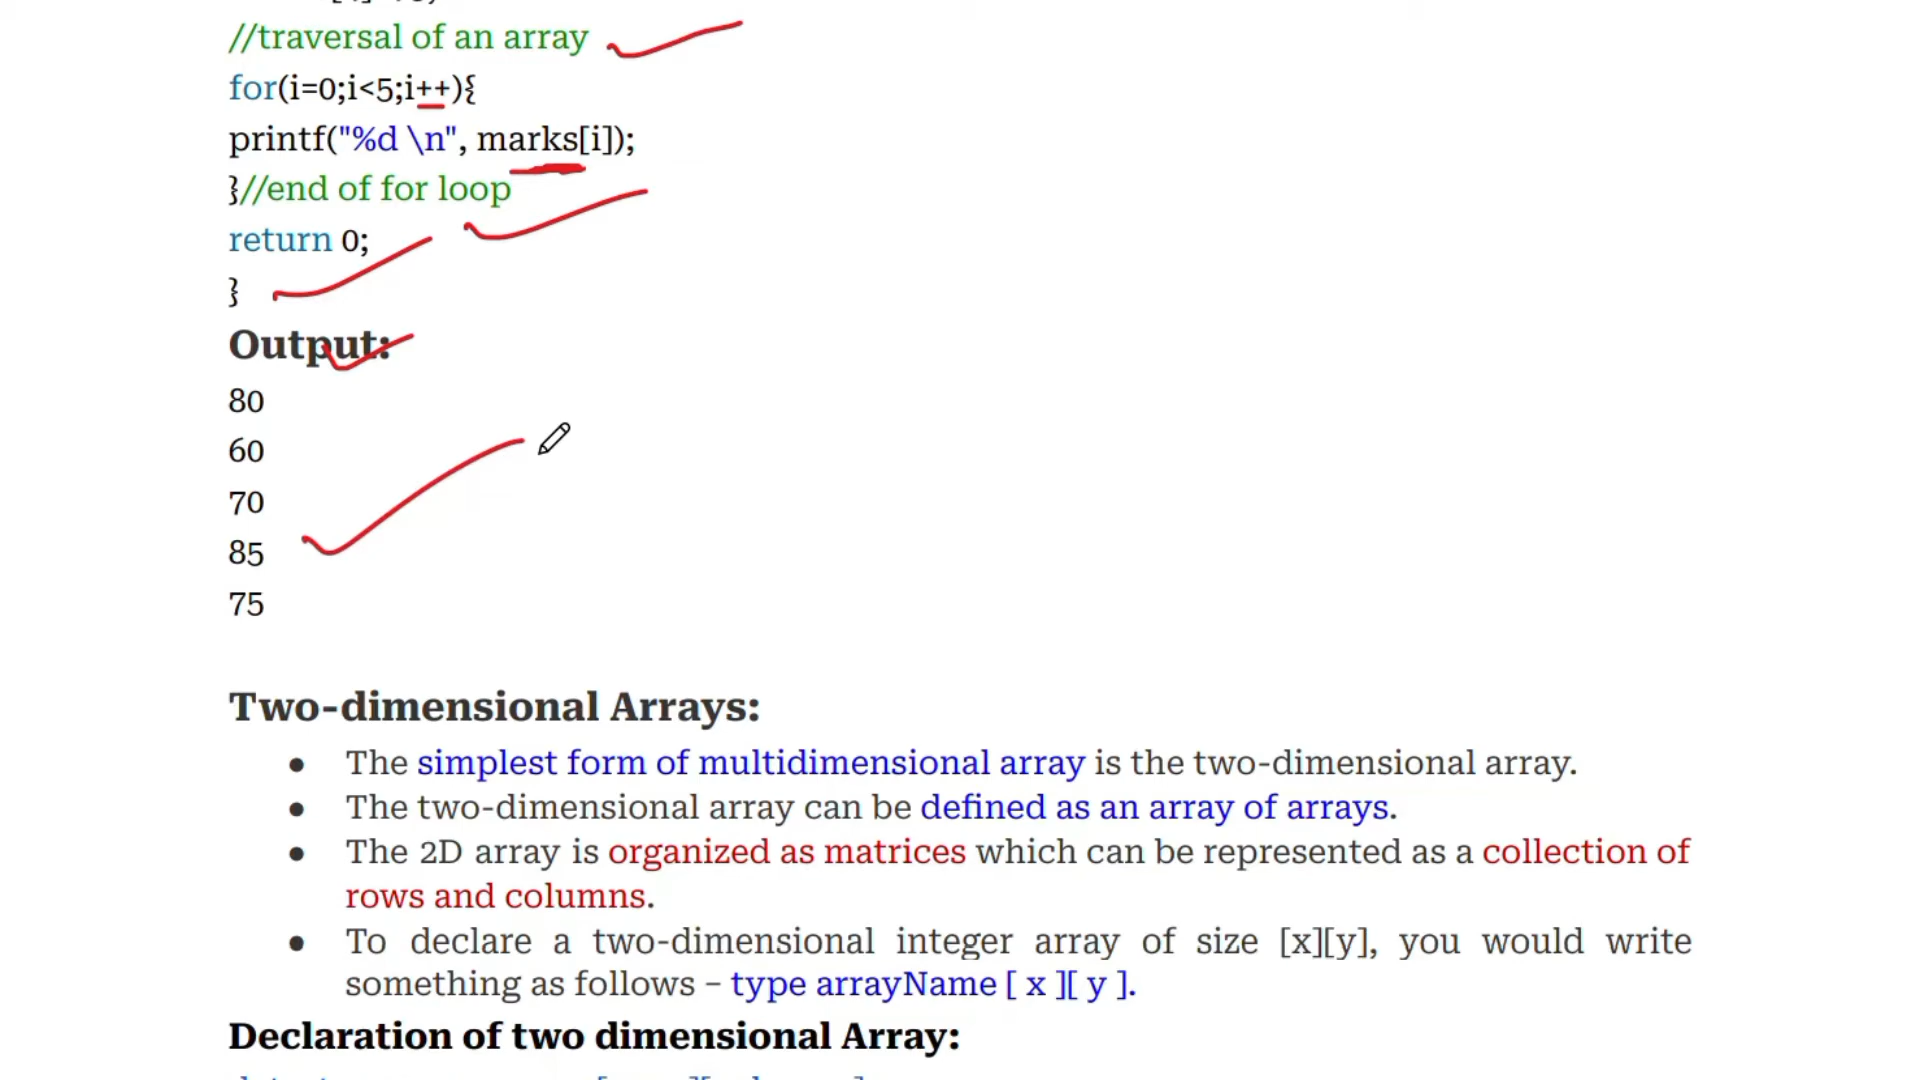 //traversal of an array
for(i=0;i<5;i++){
printf("%d \n", marks[i]);
}//end of for loop
return 0;
}
Output:
80
60
70
85
75
Two-dimensional Arrays:
● The simplest form of multidimensional array is the two-dimensional array.
● The two-dimensional array can be defined as an array of arrays.
● The 2D array is organized as matrices which can be represented as a collection of
rows and columns.
● To declare a two-dimensional integer array of size [x][y], you would write
something as follows – type arrayName [ x ][ y ].
Declaration of two dimensional Array: